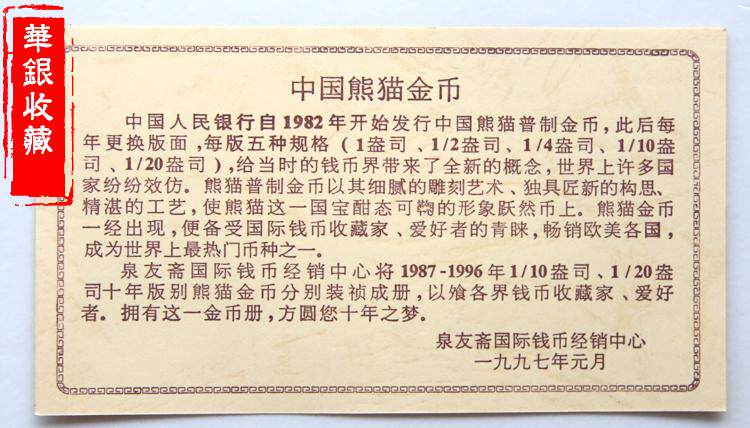 華銀收藏
中国熊猫金币
中国人民银行自1982年开始发行中国熊猫普制金币，此后每
年更换版面，每版五种规格（1盎司、1/2盎司、1/4盎司、1/10盎
司、1/20盎司），给当时的钱币界带来了全新的概念，世界上许多国
家纷纷效仿。熊猫普制金币以其细腻的雕刻艺术、独具匠新的构思、
精湛的工艺，使熊猫这一国宝酣态可鞠的形象跃然币上。熊猫金币
一经出现，便备受国际钱币收藏家、爱好者的青睐，畅销欧美各国，
成为世界上最热门币种之一。
泉友斋国际钱币经销中心将1987-1996年1/10盎司、1/20盎
司十年版别熊猫金币分别装祯成册，以飨各界钱币收藏家、爱好
者。拥有这一金币册，方圆您十年之梦。
泉友斋国际钱币经销中心
一九九七年元月